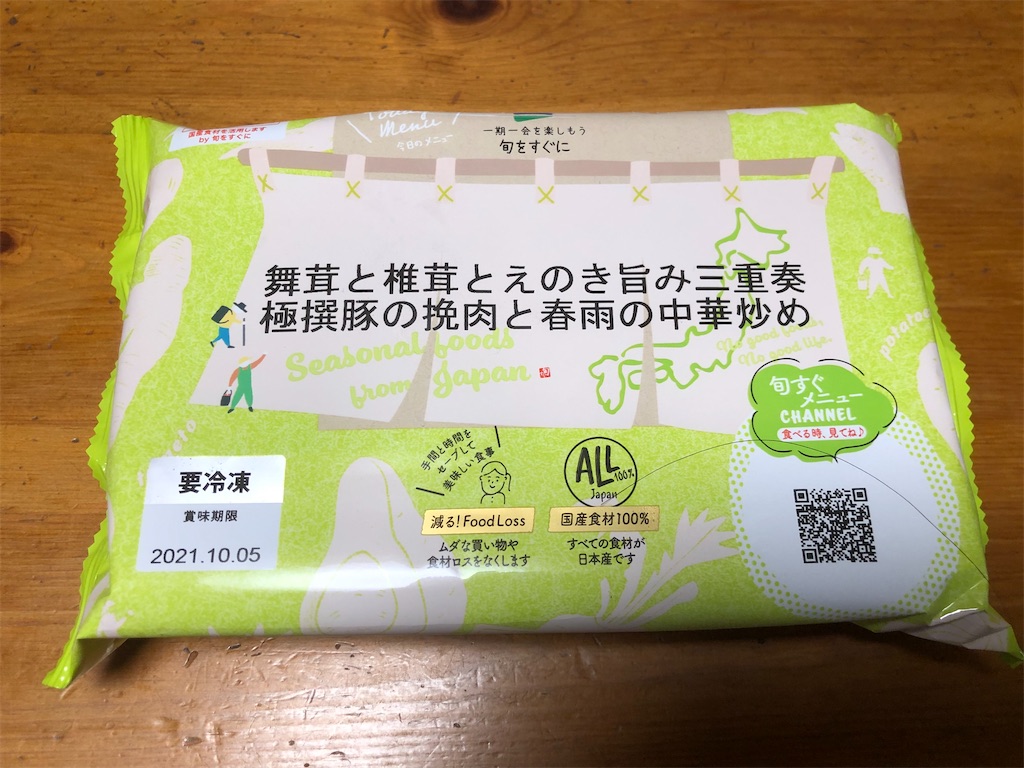 国産食材を活用します
by 旬をすぐに
Today's
Menu
今日のメニュー
一期一会を楽しもう
旬をすぐに
舞茸と椎茸とえのき旨み三重奏
極撰豚の挽肉と春雨の中華炒め
Seasonal foods
from Japan
No good foods,
No good life.
potatoes
旬すぐ
メニュー
CHANNEL
食べる時、見てね♪
要冷凍
賞味期限
2021.10.05
手間と時間を
セーブして
美味しい食事
減る!Food Loss
ムダな買い物や
食材ロスをなくします
ALL
100%
Japan
国産食材100%
すべての食材が
日本産です